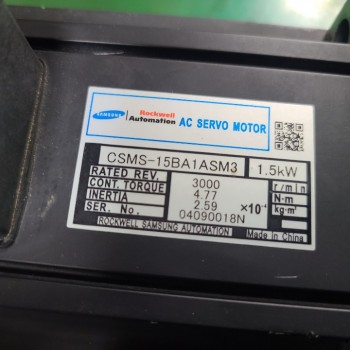 SAMSUNG Rockwell Automation AC SERVO MOTOR
CSMS-15BA1ASM3 1.5kW
RATED REV. 3000 r/min
CONT. TORQUE 4.77 N·m
INERTIA 2.59 ×10⁻⁴ kg·m²
SER. No. 04090018N
ROCKWELL SAMSUNG AUTOMATION Made in China